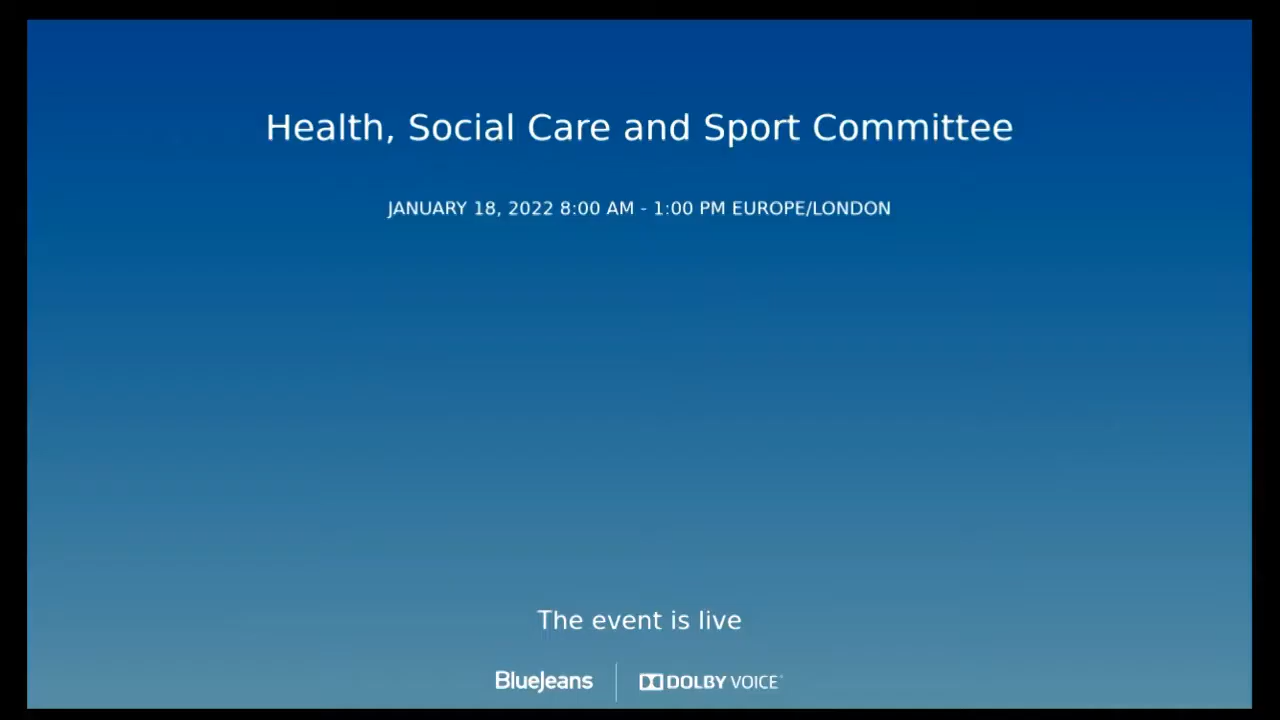 Health, Social Care and Sport Committee
JANUARY 18, 2022 8:00 AM - 1:00 PM EUROPE/LONDON
The event is live
BlueJeans
DOLBY VOICE